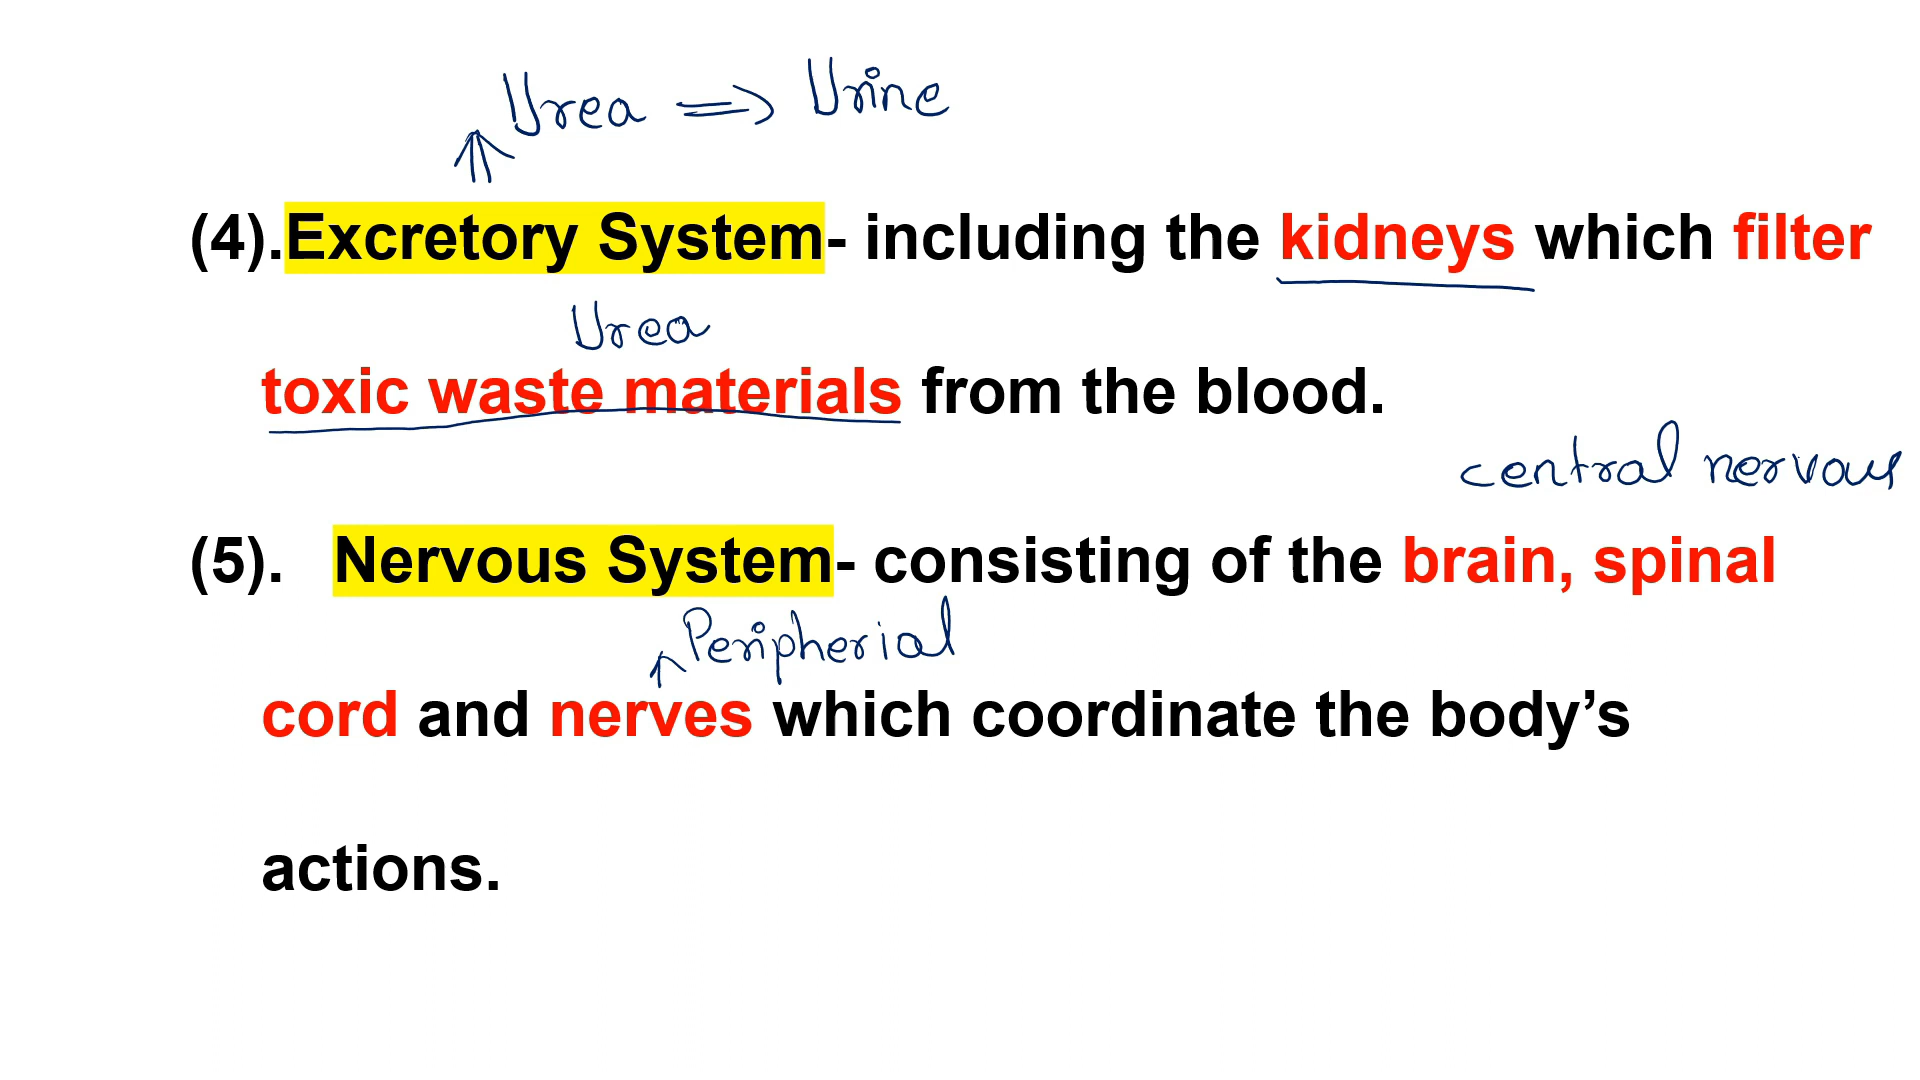 Urea ⇒ Urine
(4).Excretory System- including the kidneys which filter
Urea
toxic waste materials from the blood.
central nervous
(5). Nervous System- consisting of the brain, spinal
Peripherial
cord and nerves which coordinate the body’s
actions.